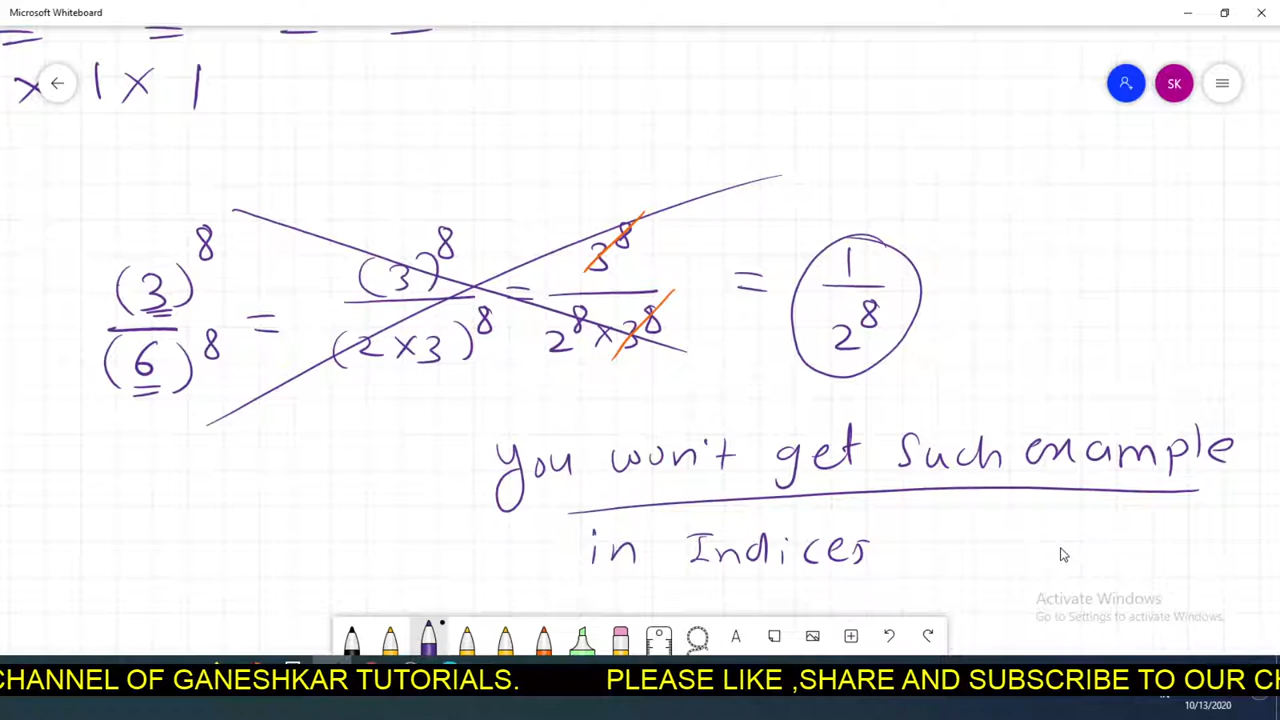 Microsoft Whiteboard
= = - -
x 1 x 1
SK
(3)^8 / (6)^8 = (3)^8 / (2 x 3)^8 = 3^8 / 2^8 x 3^8 = 1 / 2^8
you won't get such example
in Indices
Activate Windows
Go to Settings to activate Windows.
A
CHANNEL OF GANESHKAR TUTORIALS. PLEASE LIKE ,SHARE AND SUBSCRIBE TO OUR CH
10/13/2020